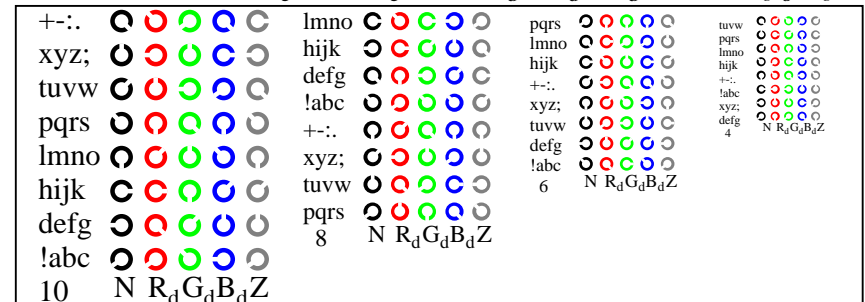 +-:.
xyz;
tuvw
pqrs
lmno
hijk
defg
!abc
10 N RdGdBdZ
lmno
hijk
defg
!abc
+-:.
xyz;
tuvw
pqrs
8 N RdGdBdZ
pqrs
lmno
hijk
+-:.
xyz;
tuvw
defg
!abc
6 N RdGdBdZ
tuvw
pqrs
lmno
hijk
+-:.
!abc
xyz;
defg
4 N RdGdBdZ